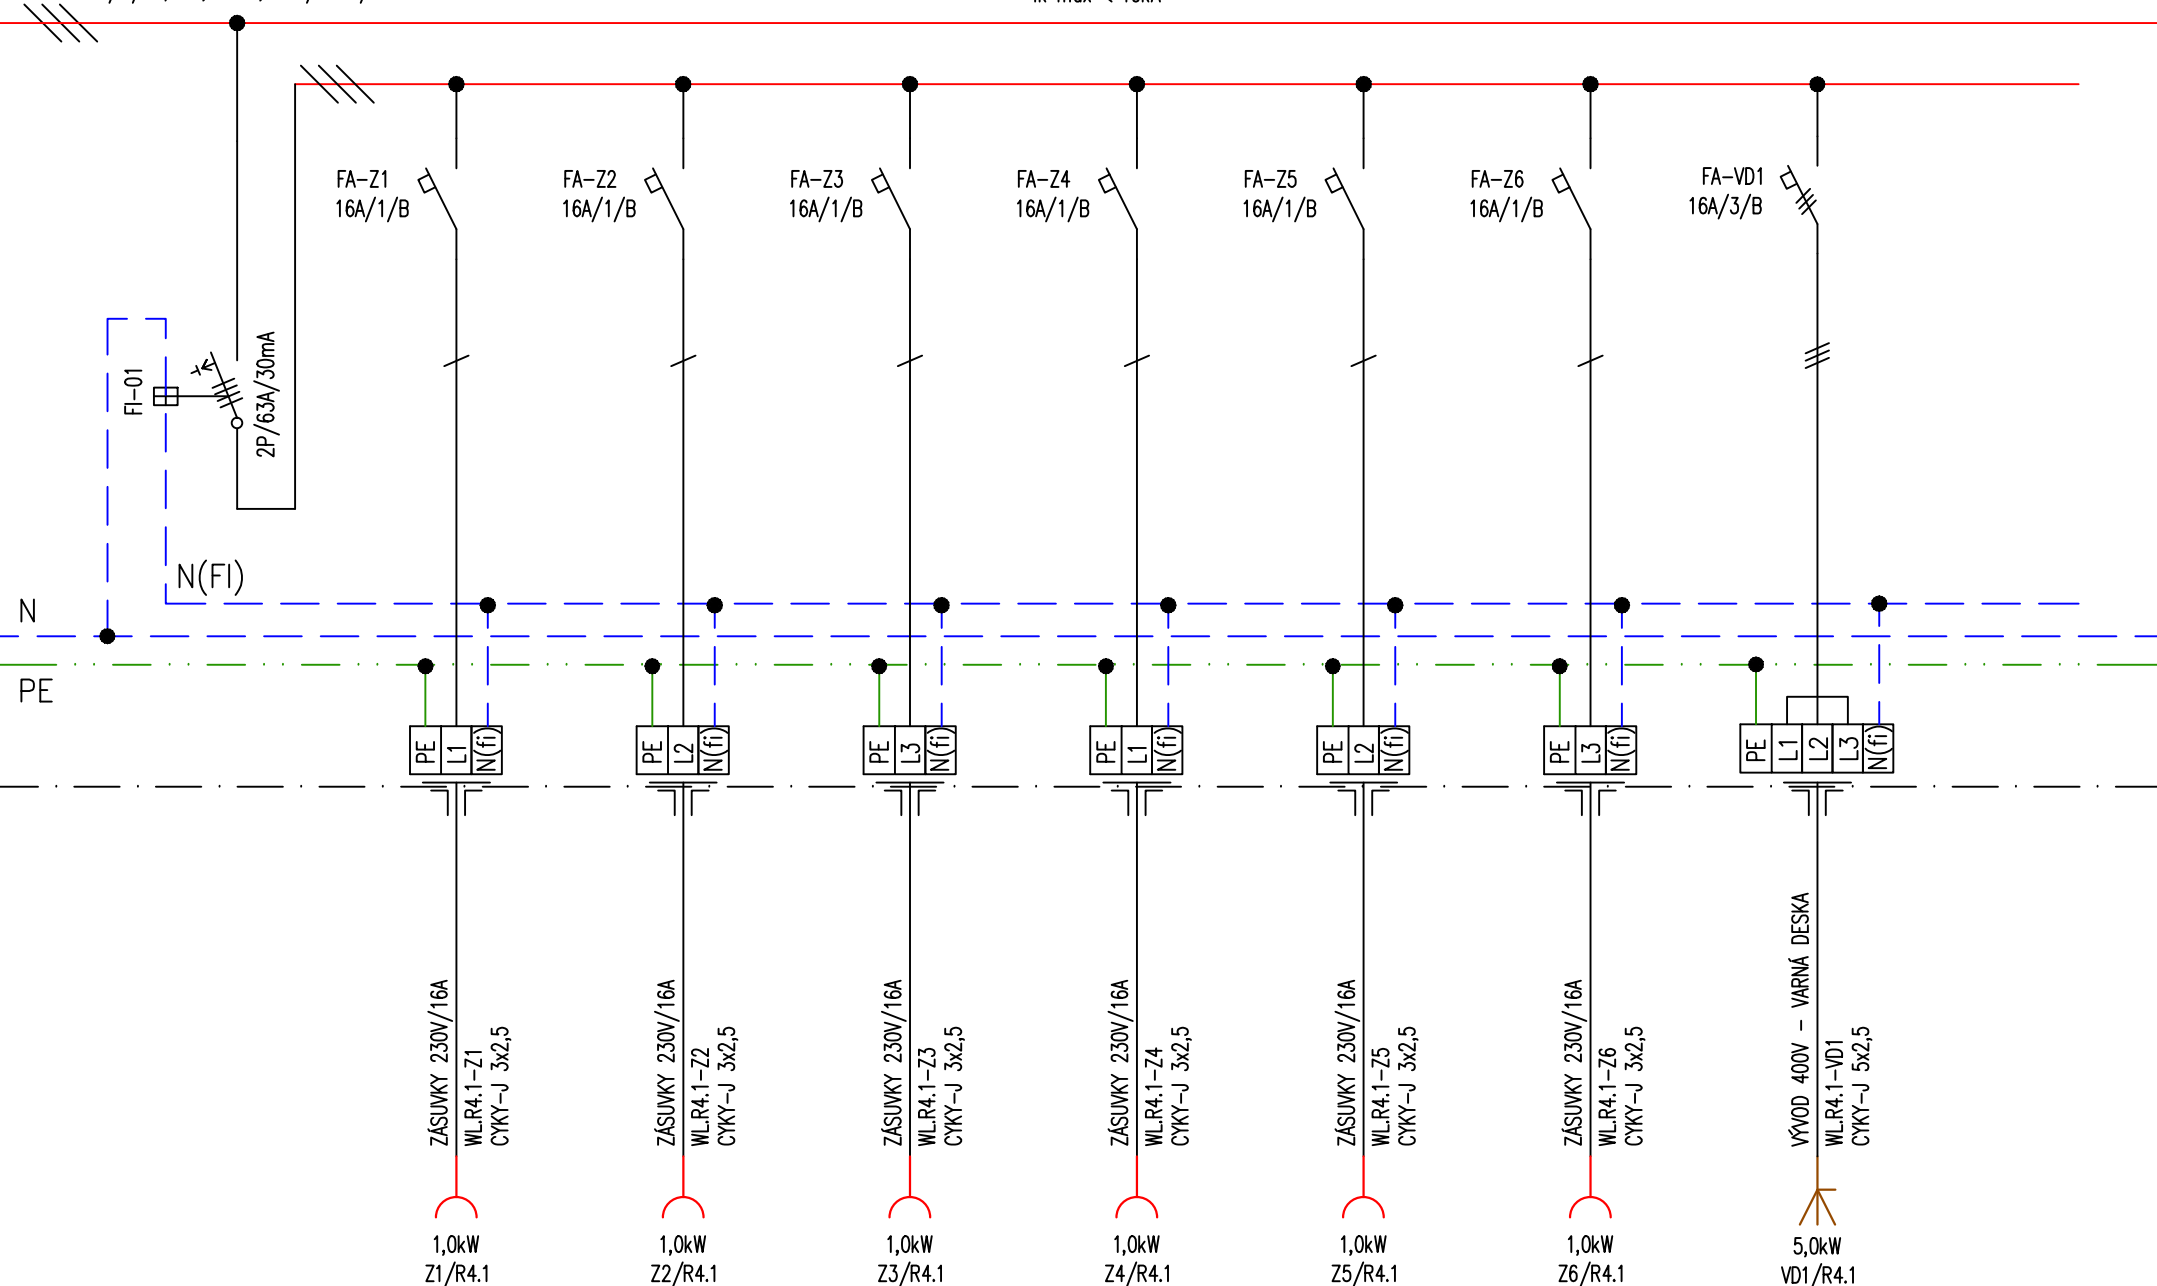 FA-Z1
16A/1/B
FA-Z2
16A/1/B
FA-Z3
16A/1/B
FA-Z4
16A/1/B
FA-Z5
16A/1/B
FA-Z6
16A/1/B
FA-VD1
16A/3/B
FI-01
2P/63A/30mA
N(FI)
N
PE
PE L1 N(fi)
PE L2 N(fi)
PE L3 N(fi)
PE L1 N(fi)
PE L2 N(fi)
PE L3 N(fi)
PE L1 L2 L3 N(fi)
ZÁSUVKY 230V/16A
WL.R4.1-Z1
CYKY-J 3x2,5
ZÁSUVKY 230V/16A
WL.R4.1-Z2
CYKY-J 3x2,5
ZÁSUVKY 230V/16A
WL.R4.1-Z3
CYKY-J 3x2,5
ZÁSUVKY 230V/16A
WL.R4.1-Z4
CYKY-J 3x2,5
ZÁSUVKY 230V/16A
WL.R4.1-Z5
CYKY-J 3x2,5
ZÁSUVKY 230V/16A
WL.R4.1-Z6
CYKY-J 3x2,5
VÝVOD 400V - VARNÁ DESKA
WL.R4.1-VD1
CYKY-J 5x2,5
1,0kW
Z1/R4.1
1,0kW
Z2/R4.1
1,0kW
Z3/R4.1
1,0kW
Z4/R4.1
1,0kW
Z5/R4.1
1,0kW
Z6/R4.1
5,0kW
VD1/R4.1